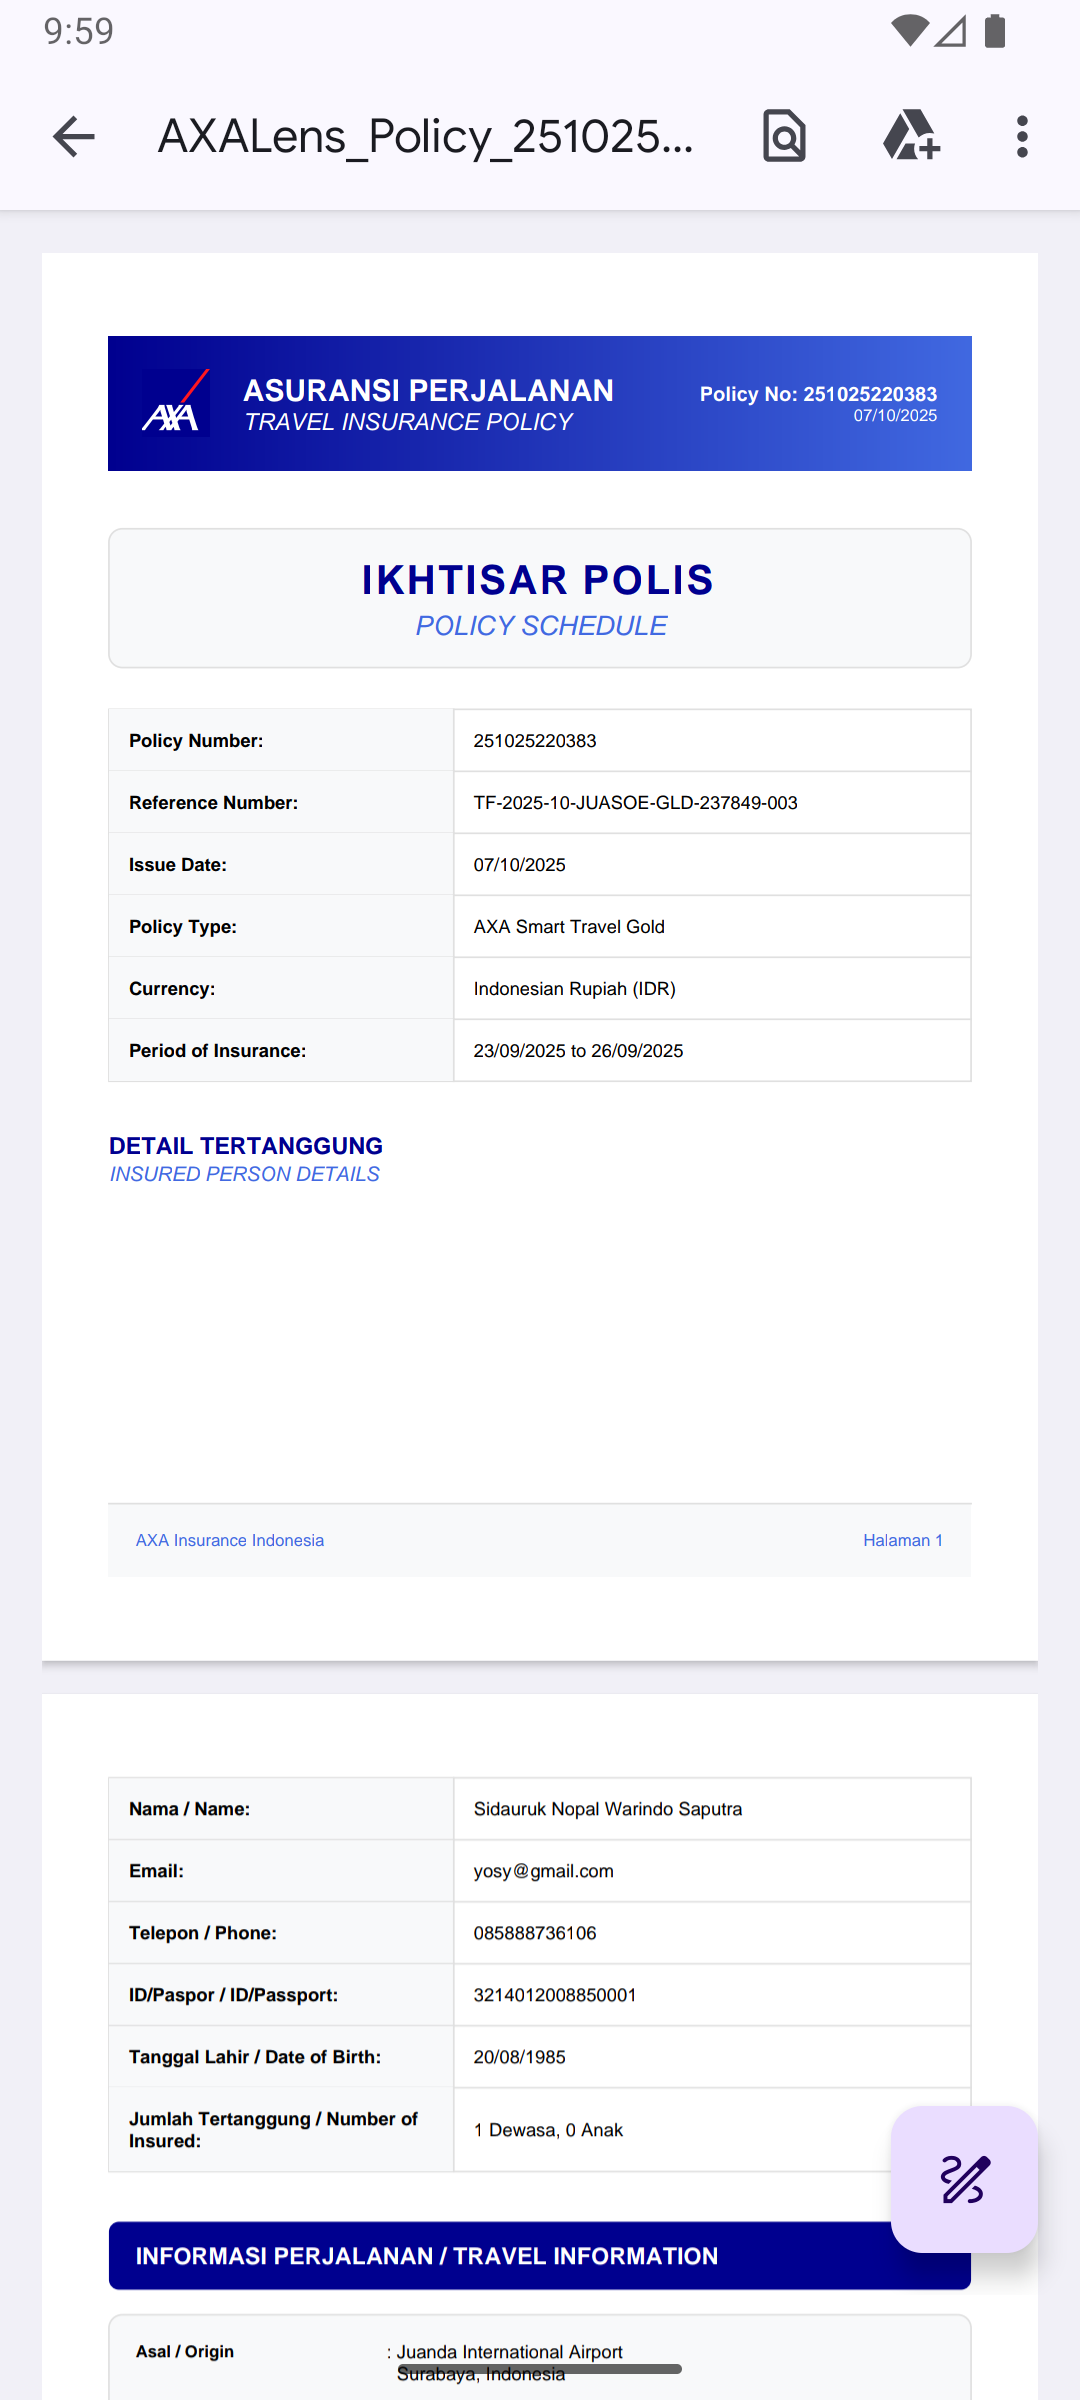 9:59
AXALens_Policy_251025...
AXA
ASURANSI PERJALANAN
TRAVEL INSURANCE POLICY
Policy No: 251025220383
07/10/2025
IKHTISAR POLIS
POLICY SCHEDULE
Policy Number: 251025220383
Reference Number: TF-2025-10-JUASOE-GLD-237849-003
Issue Date: 07/10/2025
Policy Type: AXA Smart Travel Gold
Currency: Indonesian Rupiah (IDR)
Period of Insurance: 23/09/2025 to 26/09/2025
DETAIL TERTANGGUNG
INSURED PERSON DETAILS
AXA Insurance Indonesia Halaman 1
Nama / Name: Sidauruk Nopal Warindo Saputra
Email: yosy@gmail.com
Telepon / Phone: 085888736106
ID/Paspor / ID/Passport: 3214012008850001
Tanggal Lahir / Date of Birth: 20/08/1985
Jumlah Tertanggung / Number of
Insured: 1 Dewasa, 0 Anak
INFORMASI PERJALANAN / TRAVEL INFORMATION
Asal / Origin : Juanda International Airport
Surabaya, Indonesia